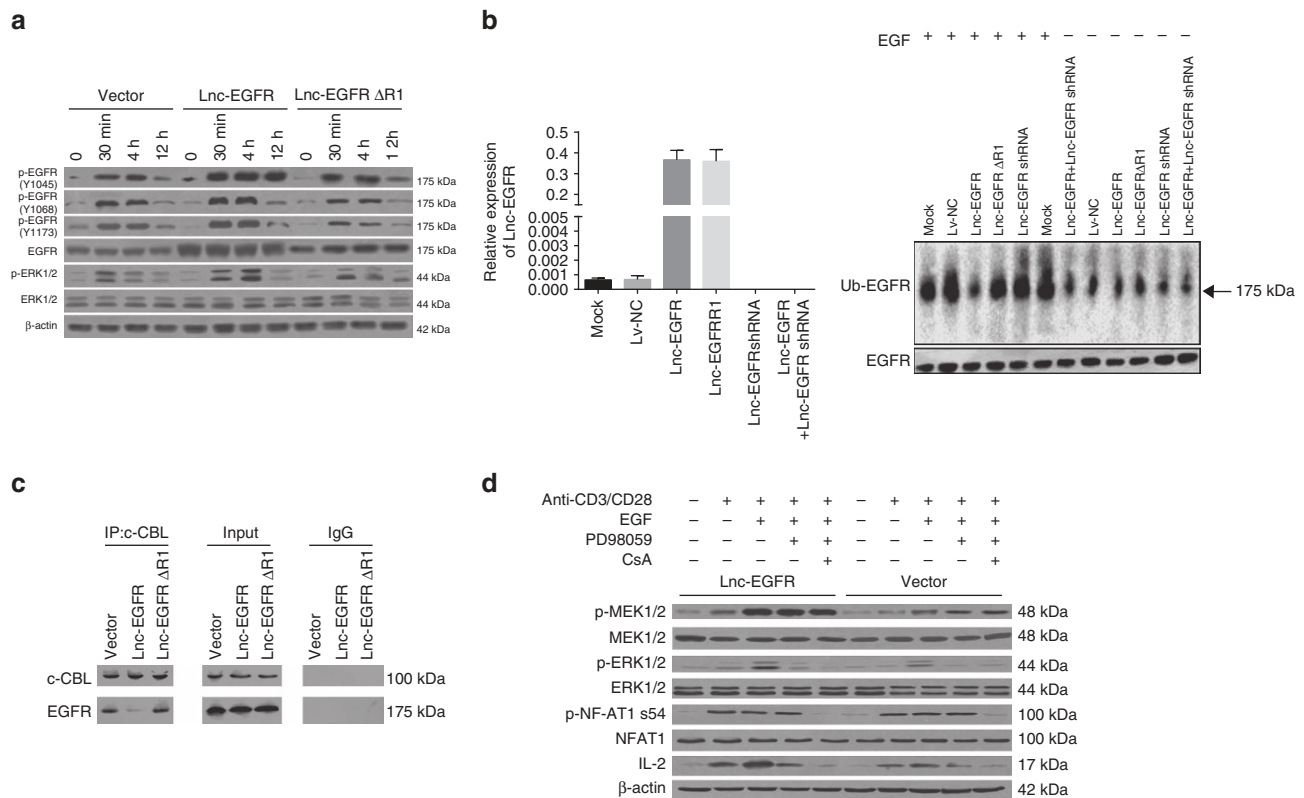 a
Vector Lnc-EGFR Lnc-EGFR ΔR1
0 30 min 4 h 12 h 0 30 min 4 h 12 h 0 30 min 4 h 1 2 h
p-EGFR
(Y1045) 175 kDa
p-EGFR
(Y1068) 175 kDa
p-EGFR
(Y1173) 175 kDa
EGFR 175 kDa
p-ERK1/2 44 kDa
ERK1/2 44 kDa
β-actin 42 kDa
b
Relative expression
of Lnc-EGFR
0.5
0.4
0.3
0.2
0.1
0.005
0.004
0.003
0.002
0.001
0.000
Mock
Lv-NC
Lnc-EGFR
Lnc-EGFRR1
Lnc-EGFRshRNA
Lnc-EGFR
+Lnc-EGFR shRNA
EGF + + + + + + – – – – – –
Mock
Lv-NC
Lnc-EGFR
Lnc-EGFR ΔR1
Lnc-EGFR shRNA
Mock
Lnc-EGFR+Lnc-EGFR shRNA
Lv-NC
Lnc-EGFR
Lnc-EGFRΔR1
Lnc-EGFR shRNA
Lnc-EGFR+Lnc-EGFR shRNA
Ub-EGFR 175 kDa
EGFR
c
IP:c-CBL Input IgG
Vector Lnc-EGFR Lnc-EGFR ΔR1 Vector Lnc-EGFR Lnc-EGFR ΔR1 Vector Lnc-EGFR Lnc-EGFR ΔR1
c-CBL 100 kDa
EGFR 175 kDa
d
Anti-CD3/CD28 – + + + + – + + + +
EGF – – + + + – – + + +
PD98059 – – – + + – – – + +
CsA – – – – + – – – – +
Lnc-EGFR Vector
p-MEK1/2 48 kDa
MEK1/2 48 kDa
p-ERK1/2 44 kDa
ERK1/2 44 kDa
p-NF-AT1 s54 100 kDa
NFAT1 100 kDa
IL-2 17 kDa
β-actin 42 kDa